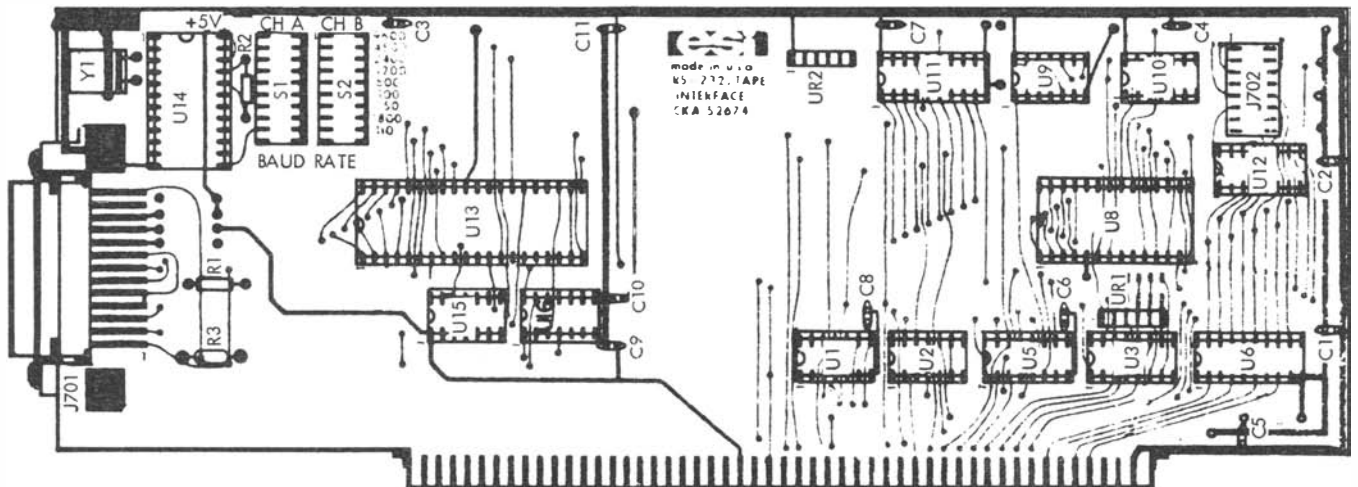 +5V
CH A
CH B
C3
C11
C7
C4
Y1
U14
R2
S1
S2
made in
TAPE
INTERFACE
UR2
U11
U9
U10
J702
BAUD RATE
U13
U8
U12
C2
R1
R3
U15
C10
C9
C8
C6
UR1
U1
U2
U5
U3
U6
C1
J701
C5